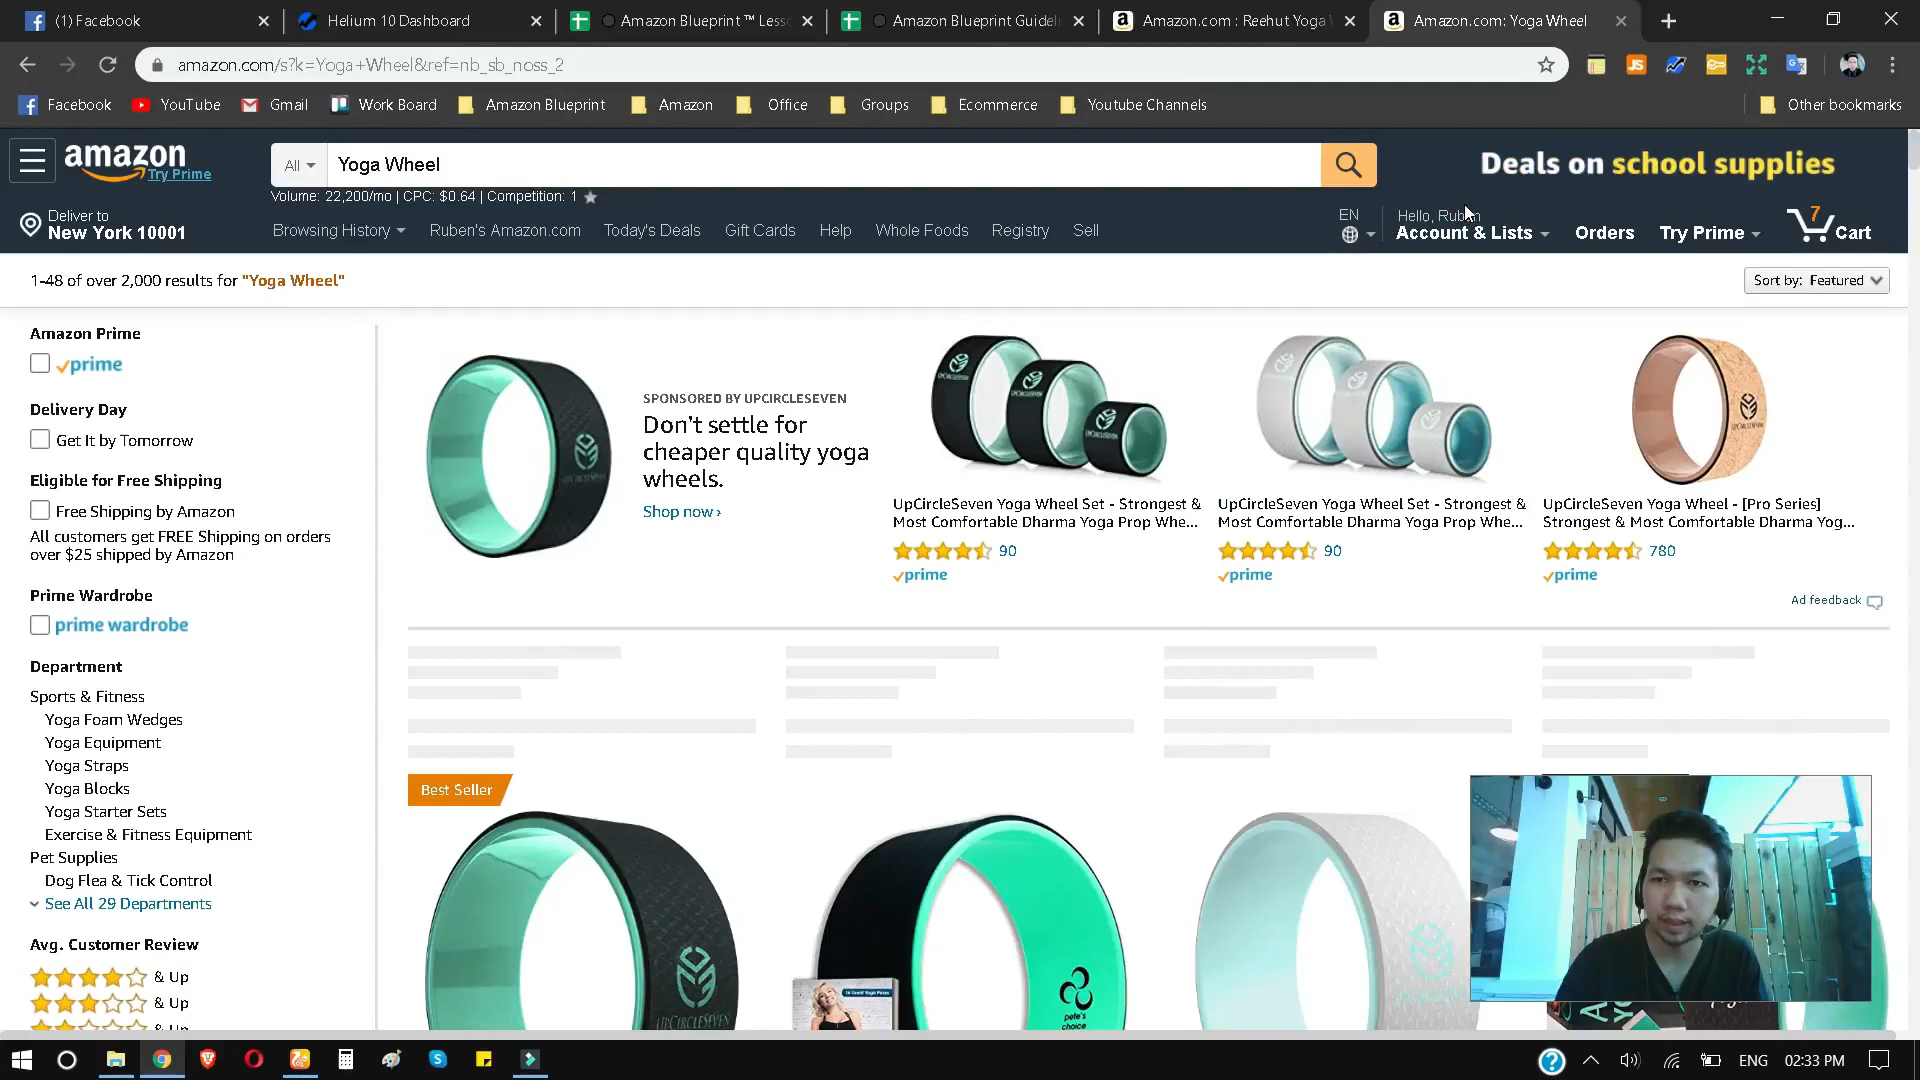 (1) Facebook
Helium 10 Dashboard
Amazon Blueprint ™ Less
Amazon Blueprint Guidel
Amazon.com : Reehut Yoga
Amazon.com: Yoga Wheel
amazon.com/s?k=Yoga+Wheel&ref=nb_sb_noss_2
Facebook
YouTube
Gmail
Work Board
Amazon Blueprint
Amazon
Office
Groups
Ecommerce
Youtube Channels
Other bookmarks
amazon
Try Prime
All
Yoga Wheel
Deals on school supplies
Volume: 22,200/mo | CPC: $0.64 | Competition: 1
Deliver to
New York 10001
Browsing History
Ruben's Amazon.com
Today's Deals
Gift Cards
Help
Whole Foods
Registry
Sell
EN
Hello, Ruben
Account & Lists
Orders
Try Prime
7
Cart
1-48 of over 2,000 results for "Yoga Wheel"
Sort by: Featured
Amazon Prime
prime
Delivery Day
Get It by Tomorrow
Eligible for Free Shipping
Free Shipping by Amazon
All customers get FREE Shipping on orders
over $25 shipped by Amazon
Prime Wardrobe
prime wardrobe
Department
Sports & Fitness
Yoga Foam Wedges
Yoga Equipment
Yoga Straps
Yoga Blocks
Yoga Starter Sets
Exercise & Fitness Equipment
Pet Supplies
Dog Flea & Tick Control
See All 29 Departments
Avg. Customer Review
& Up
& Up
& Up
SPONSORED BY UPCIRCLESEVEN
Don't settle for
cheaper quality yoga
wheels.
Shop now ›
UpCircleSeven Yoga Wheel Set - Strongest &
Most Comfortable Dharma Yoga Prop Whe...
90
prime
UpCircleSeven Yoga Wheel Set - Strongest &
Most Comfortable Dharma Yoga Prop Whe...
90
prime
UpCircleSeven Yoga Wheel - [Pro Series]
Strongest & Most Comfortable Dharma Yog...
780
prime
Ad feedback
Best Seller
UPCIRCLESEVEN
pete's
choice
ENG
02:33 PM